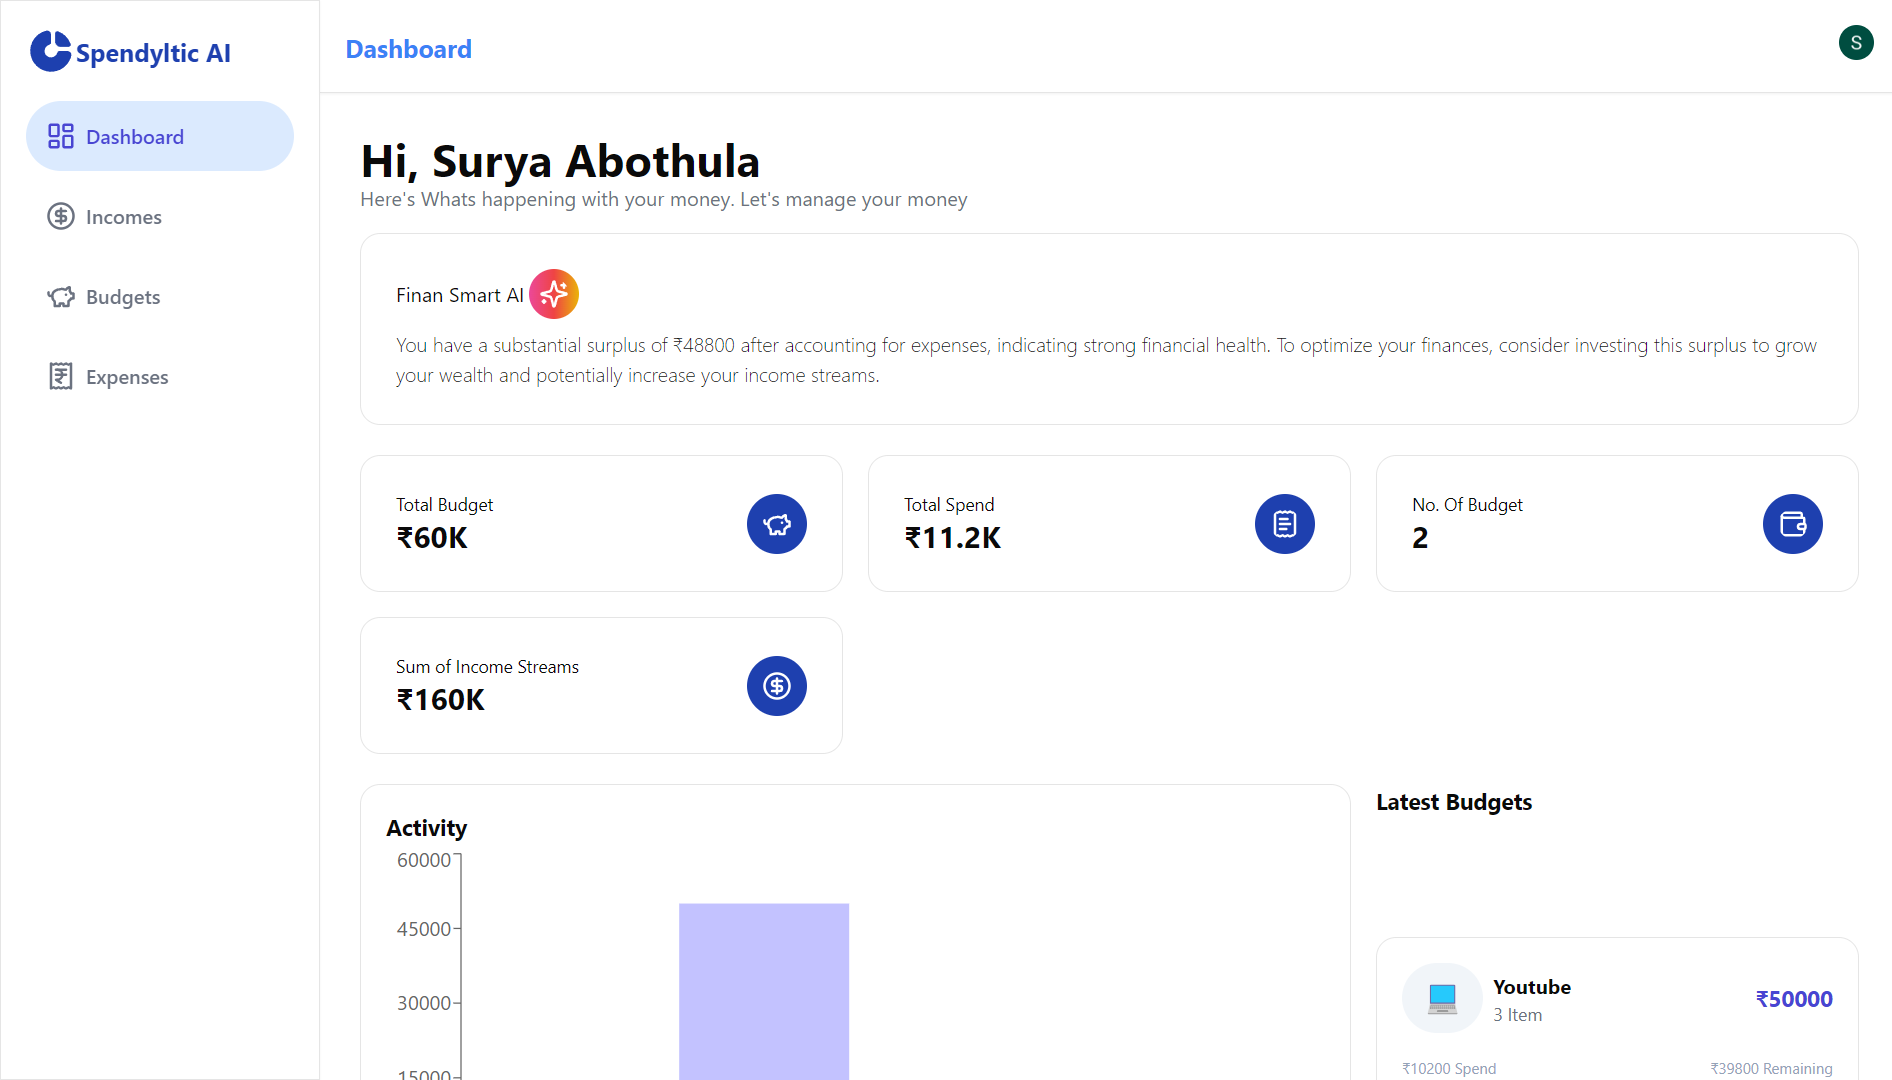 Spendyltic AI
Dashboard
Incomes
Budgets
Expenses
Dashboard
S
Hi, Surya Abothula
Here's Whats happening with your money. Let's manage your money
Finan Smart AI
You have a substantial surplus of ₹48800 after accounting for expenses, indicating strong financial health. To optimize your finances, consider investing this surplus to grow
your wealth and potentially increase your income streams.
Total Budget
₹60K
Total Spend
₹11.2K
No. Of Budget
2
Sum of Income Streams
₹160K
Activity
60000
45000
30000
15000
Latest Budgets
Youtube
3 Item
₹50000
₹10200 Spend
₹39800 Remaining